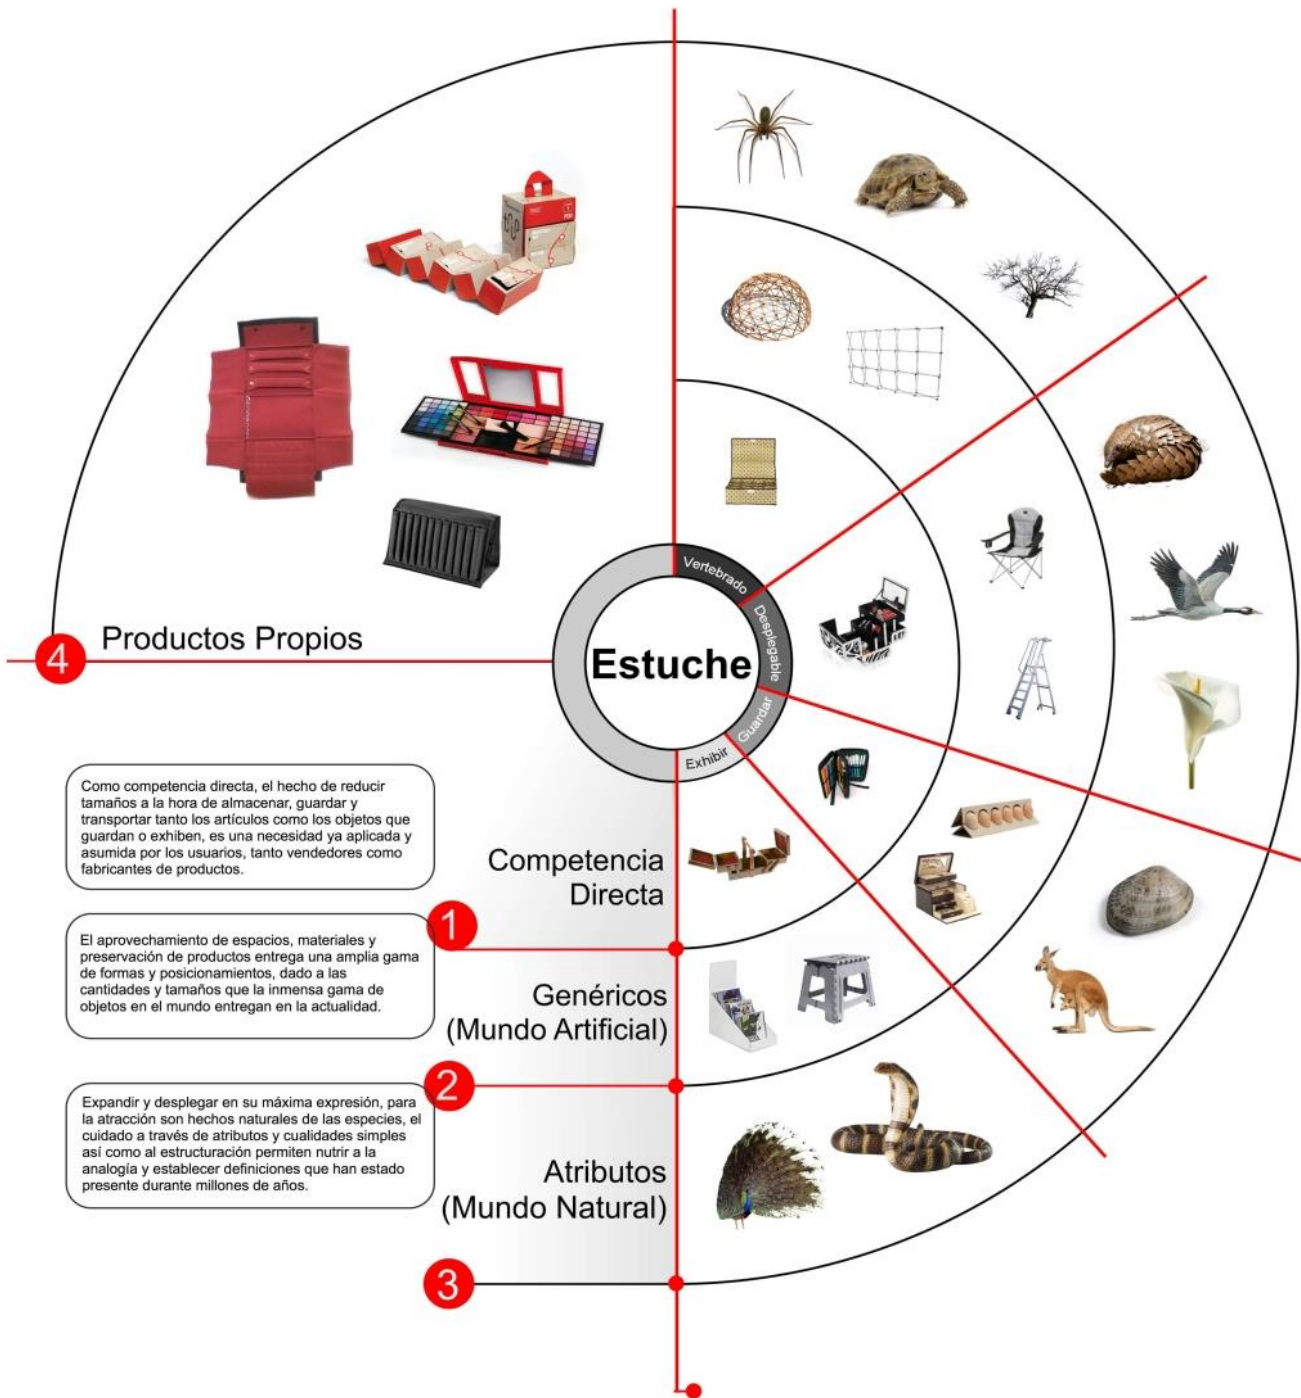 Vertebrado
Desplegable
Guardar
Exhibir
Estuche
4
Productos Propios
Como competencia directa, el hecho de reducir
tamaños a la hora de almacenar, guardar y
transportar tanto los artículos como los objetos que
guardan o exhiben, es una necesidad ya aplicada y
asumida por los usuarios, tanto vendedores como
fabricantes de productos.
Competencia
Directa
1
El aprovechamiento de espacios, materiales y
preservación de productos entrega una amplia gama
de formas y posicionamientos, dado a las
cantidades y tamaños que la inmensa gama de
objetos en el mundo entregan en la actualidad.
Genéricos
(Mundo Artificial)
2
Expandir y desplegar en su máxima expresión, para
la atracción son hechos naturales de las especies, el
cuidado a través de atributos y cualidades simples
así como al estructuración permiten nutrir a la
analogía y establecer definiciones que han estado
presente durante millones de años.
Atributos
(Mundo Natural)
3